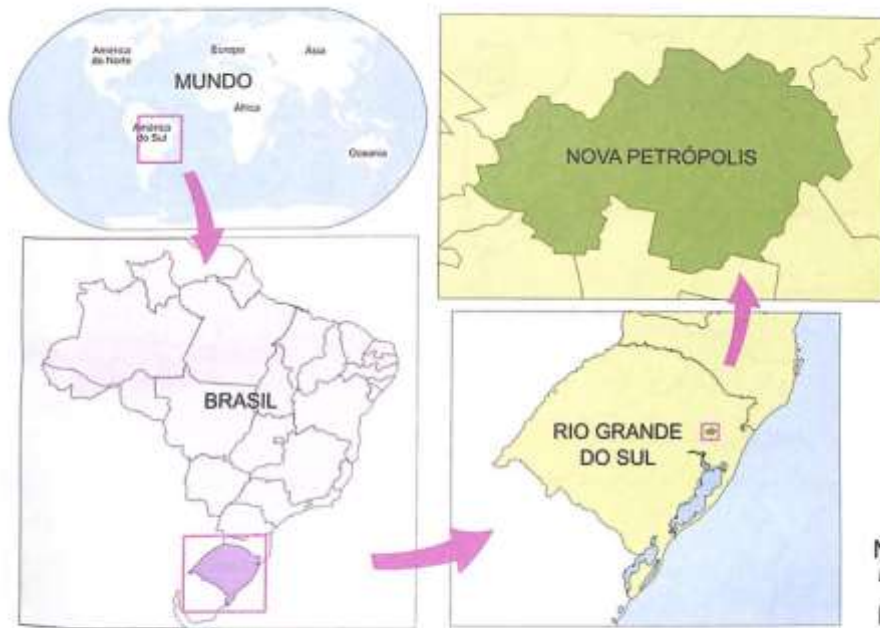 América
do Norte
Europa
Ásia
MUNDO
África
América
do Sul
Oceania
BRASIL
RIO GRANDE
DO SUL
NOVA PETRÓPOLIS